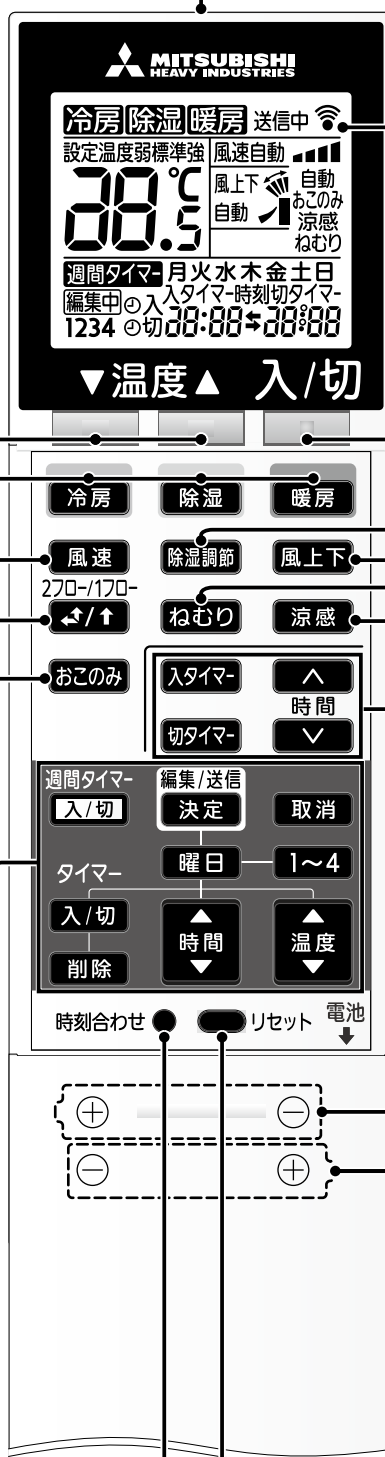 MITSUBISHI
HEAVY INDUSTRIES
冷房 除湿 暖房 送信中
設定温度弱標準強 風速自動
28.5℃ 風上下 自動
おこのみ
自動 涼感
ねむり
週間タイマー 月火水木金土日
編集中 入 入タイマー時刻切タイマー
1234 切 28:88⇄28:88
▼温度▲ 入/切
冷房 除湿 暖房
風速 除湿調節 風上下
2フロー/1フロー
/↑ ねむり 涼感
おこのみ 入タイマー ∧
時間
切タイマー ∨
週間タイマー 編集/送信
入/切 決定 取消
曜日 1～4
タイマー
入/切 ▲ ▲
時間 温度
削除 ▼ ▼
時刻合わせ リセット 電池
⊕ ⊖
⊖ ⊕